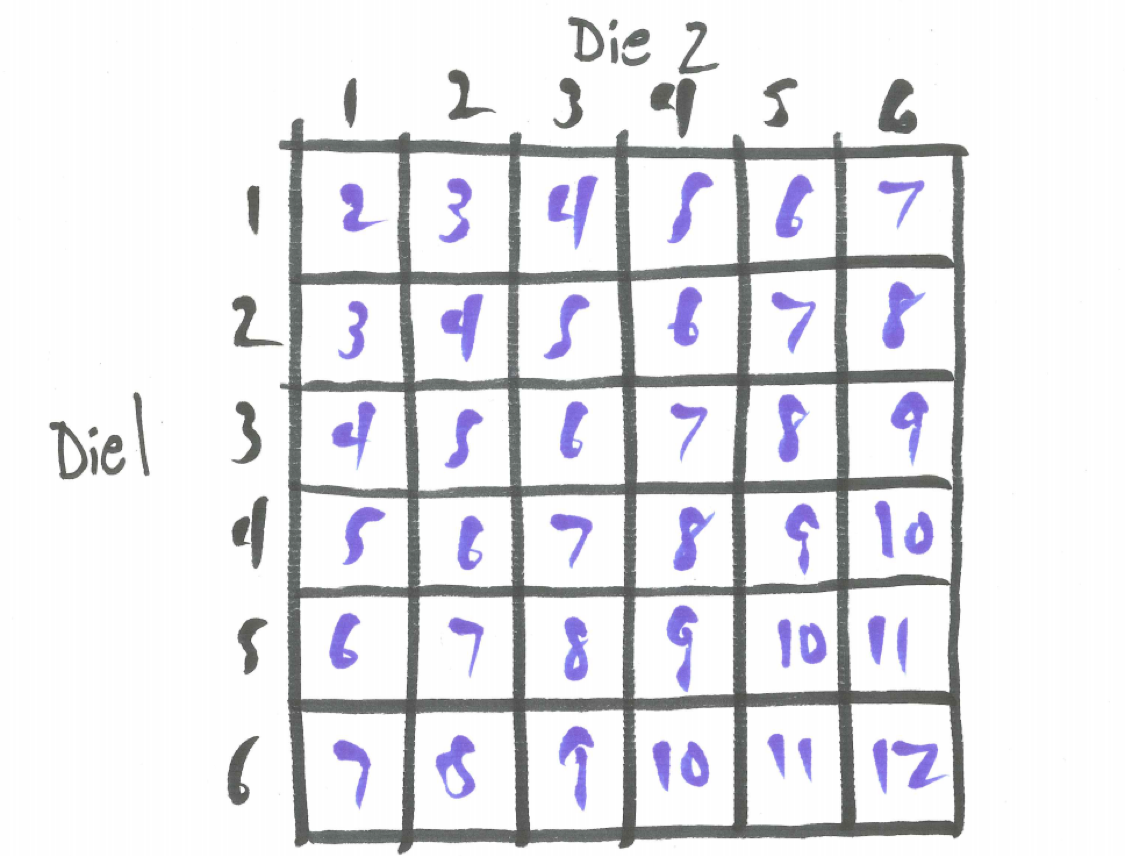 Die 2
1 2 3 4 5 6
1 2 3 4 5 6 7
2 3 4 5 6 7 8
Die 1
3 4 5 6 7 8 9
4 5 6 7 8 9 10
5 6 7 8 9 10 11
6 7 8 9 10 11 12